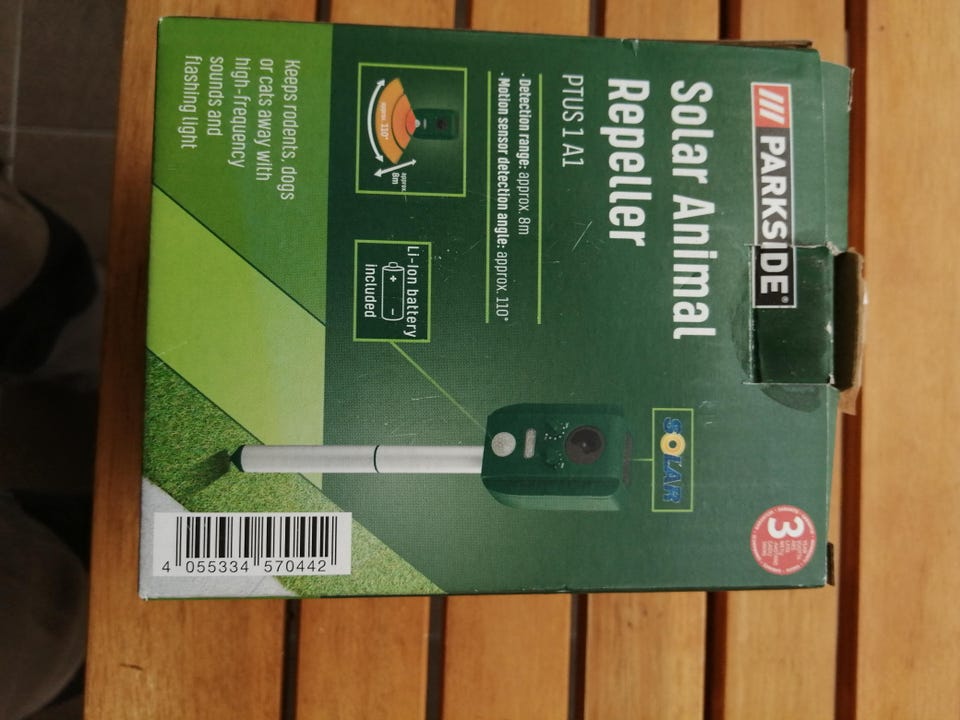 PARKSIDE®
Solar Animal
Repeller
PTUS 1 A1
· Detection range: approx. 8m
· Motion sensor detection angle: approx. 110°
approx. 110°
approx.
8m
Li-Ion battery
included
+
-
SOLAR
Keeps rodents, dogs
or cats away with
high-frequency
sounds and
flashing light
3
YEAR
4 055334 570442